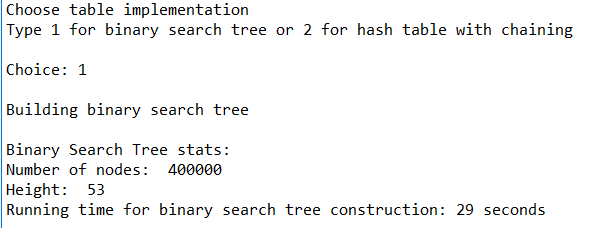 Choose table implementation
Type 1 for binary search tree or 2 for hash table with chaining
Choice: 1
Building binary search tree
Binary Search Tree stats:
Number of nodes:  400000
Height:  53
Running time for binary search tree construction: 29 seconds